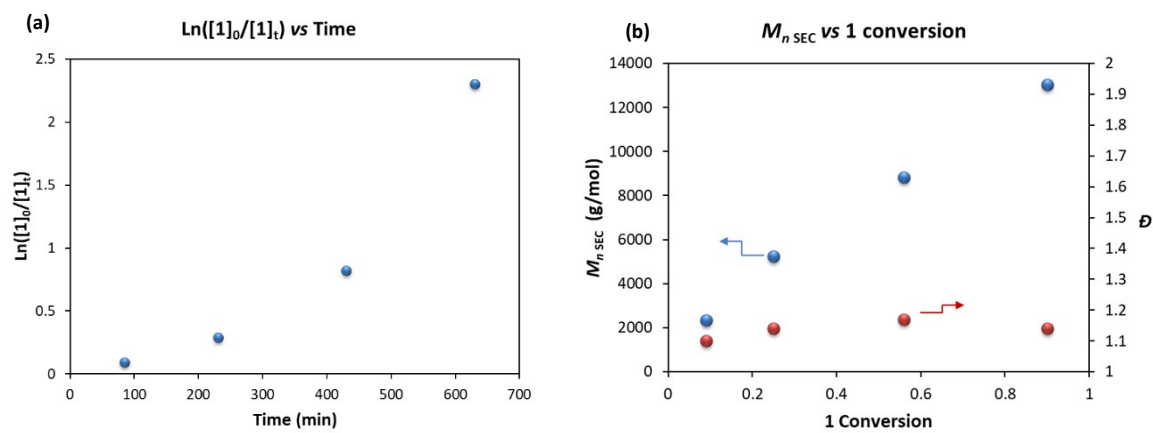 (a)
Ln([1]₀/[1]ₜ) vs Time
2.5
2
1.5
1
0.5
0
0 100 200 300 400 500 600 700
Ln([1]₀/[1]ₜ)
Time (min)
(b)
Mₙ SEC vs 1 conversion
14000
12000
10000
8000
6000
4000
2000
0
0 0.2 0.4 0.6 0.8 1
2
1.9
1.8
1.7
1.6
1.5
1.4
1.3
1.2
1.1
1
Mₙ SEC (g/mol)
Đ
1 Conversion